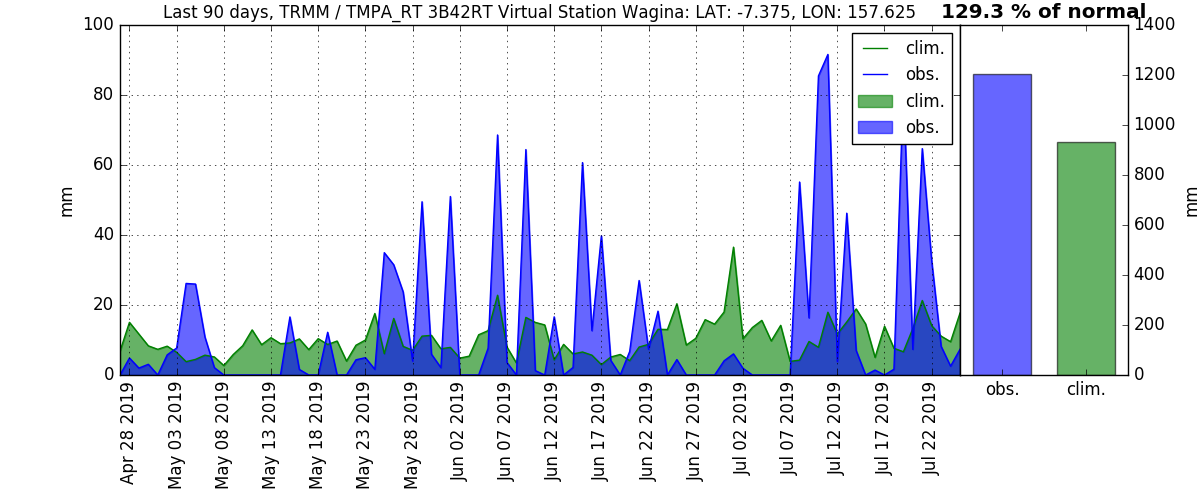 Last 90 days, TRMM / TMPA_RT 3B42RT Virtual Station Wagina: LAT: -7.375, LON: 157.625
129.3 % of normal
100
80
60
40
20
0
mm
clim.
obs.
clim.
obs.
1400
1200
1000
800
600
400
200
0
mm
obs.
clim.
Apr 28 2019
May 03 2019
May 08 2019
May 13 2019
May 18 2019
May 23 2019
May 28 2019
Jun 02 2019
Jun 07 2019
Jun 12 2019
Jun 17 2019
Jun 22 2019
Jun 27 2019
Jul 02 2019
Jul 07 2019
Jul 12 2019
Jul 17 2019
Jul 22 2019